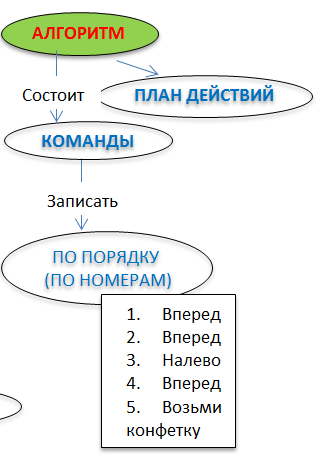 АЛГОРИТМ
Состоит
ПЛАН ДЕЙСТВИЙ
КОМАНДЫ
Записать
ПО ПОРЯДКУ
(ПО НОМЕРАМ)
1. Вперед
2. Вперед
3. Налево
4. Вперед
5. Возьми
конфетку